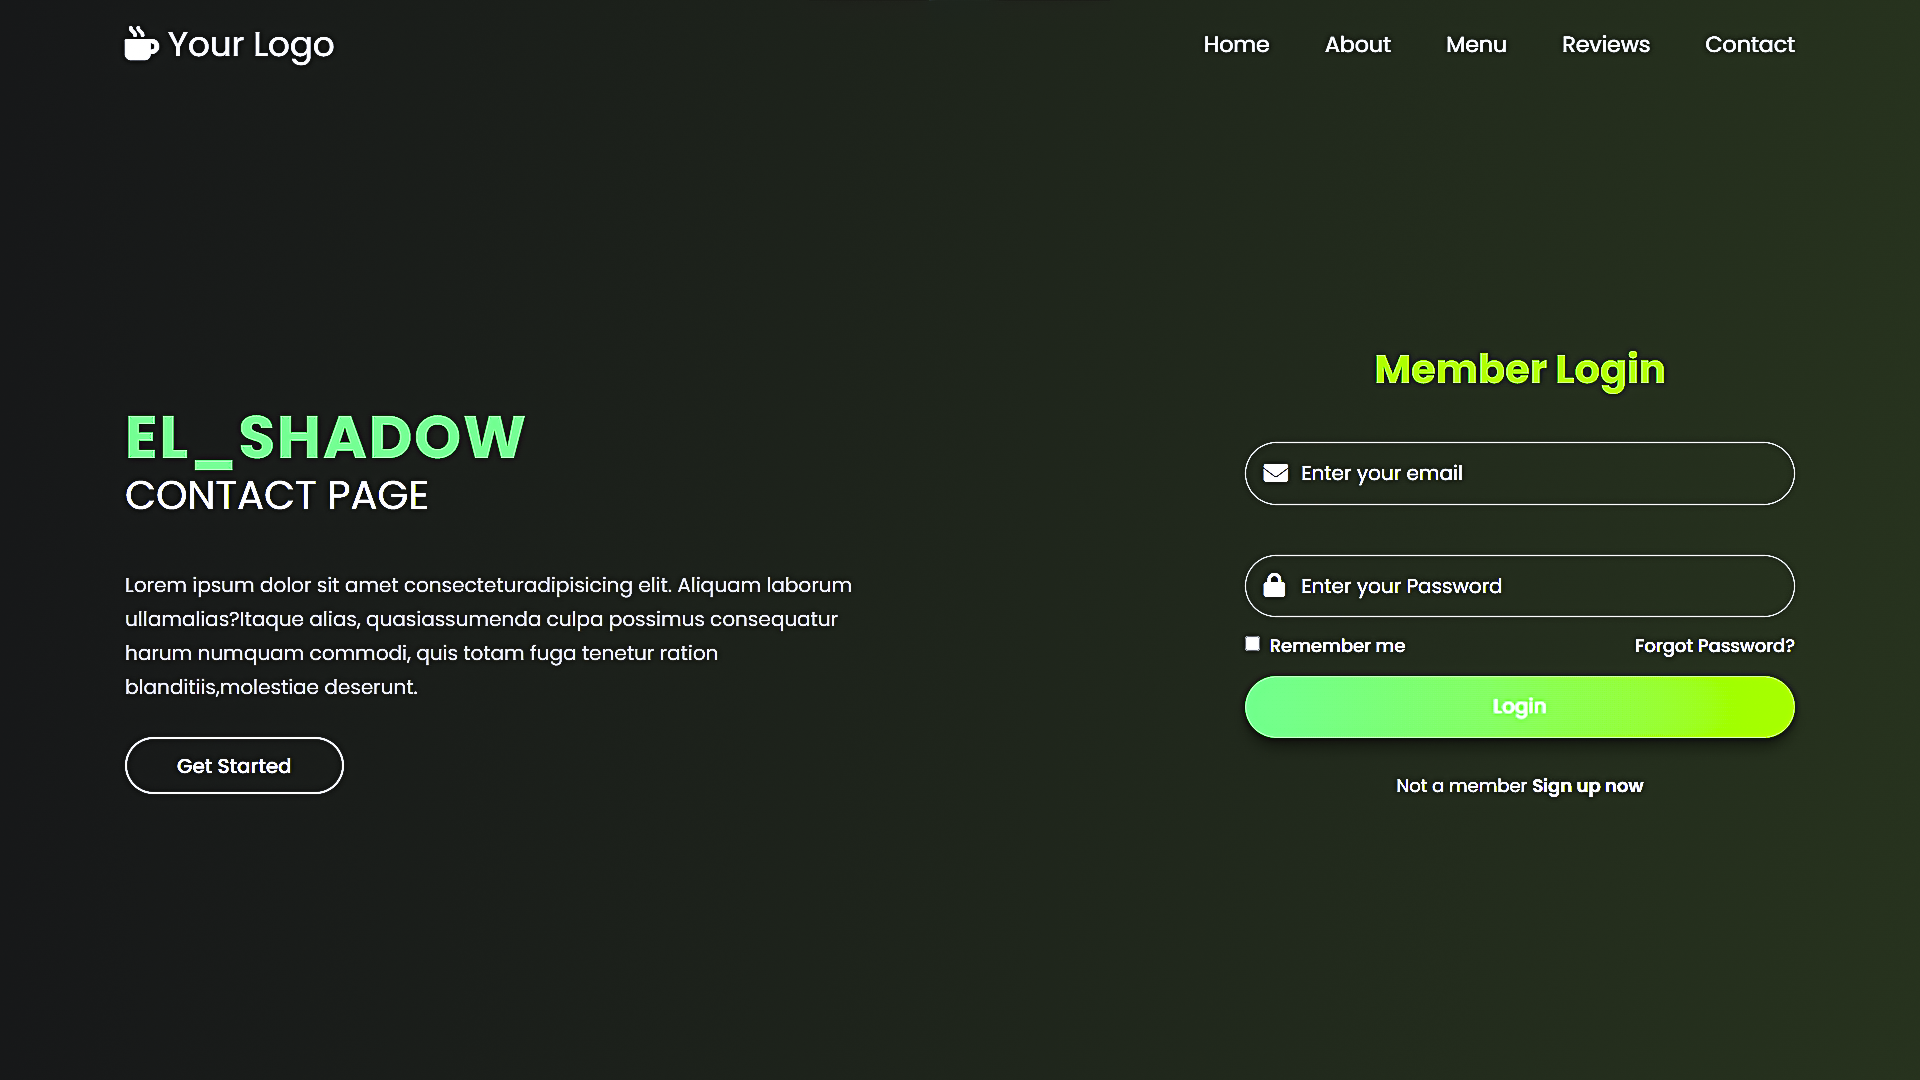 Your Logo
Home
About
Menu
Reviews
Contact
EL_SHADOW
CONTACT PAGE
Lorem ipsum dolor sit amet consecteturadipisicing elit. Aliquam laborum
ullamalias?Itaque alias, quasiassumenda culpa possimus consequatur
harum numquam commodi, quis totam fuga tenetur ration
blanditiis,molestiae deserunt.
Get Started
Member Login
Enter your email
Enter your Password
Remember me
Forgot Password?
Login
Not a member Sign up now